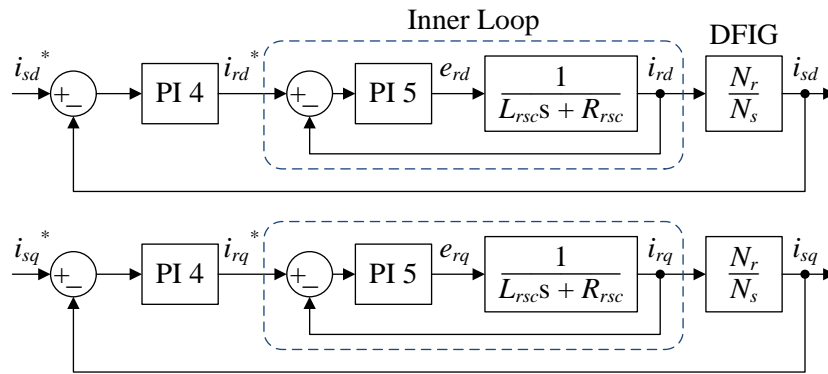 Inner Loop
DFIG
i_sd* + − PI 4 i_rd* + − PI 5 e_rd 1 / (L_rsc s + R_rsc) i_rd N_r / N_s i_sd
i_sq* + − PI 4 i_rq* + − PI 5 e_rq 1 / (L_rsc s + R_rsc) i_rq N_r / N_s i_sq